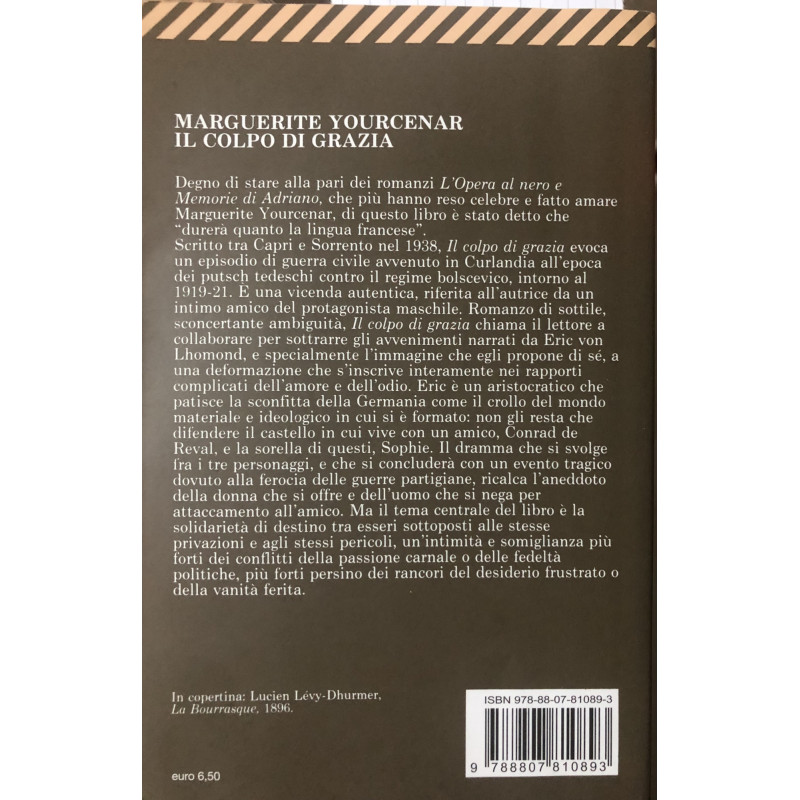 MARGUERITE YOURCENAR
IL COLPO DI GRAZIA
Degno di stare alla pari dei romanzi L'Opera al nero e
Memorie di Adriano, che più hanno reso celebre e fatto amare
Marguerite Yourcenar, di questo libro è stato detto che
“durerà quanto la lingua francese”.
Scritto tra Capri e Sorrento nel 1938, Il colpo di grazia evoca
un episodio di guerra civile avvenuto in Curlandia all'epoca
dei putsch tedeschi contro il regime bolscevico, intorno al
1919-21. È una vicenda autentica, riferita all'autrice da un
intimo amico del protagonista maschile. Romanzo di sottile,
sconcertante ambiguità, Il colpo di grazia chiama il lettore a
collaborare per sottrarre gli avvenimenti narrati da Eric von
Lhomond, e specialmente l'immagine che egli propone di sé, a
una deformazione che s'inscrive interamente nei rapporti
complicati dell'amore e dell'odio. Eric è un aristocratico che
patisce la sconfitta della Germania come il crollo del mondo
materiale e ideologico in cui si è formato: non gli resta che
difendere il castello in cui vive con un amico, Conrad de
Reval, e la sorella di questi, Sophie. Il dramma che si svolge
fra i tre personaggi, e che si concluderà con un evento tragico
dovuto alla ferocia delle guerre partigiane, ricalca l'aneddoto
della donna che si offre e dell'uomo che si nega per
attaccamento all'amico. Ma il tema centrale del libro è la
solidarietà di destino tra esseri sottoposti alle stesse
privazioni e agli stessi pericoli, un'intimità e somiglianza più
forti dei conflitti della passione carnale o delle fedeltà
politiche, più forti persino dei rancori del desiderio frustrato o
della vanità ferita.
In copertina: Lucien Lévy-Dhurmer,
La Bourrasque, 1896.
ISBN 978-88-07-81089-3
9 788807 810893
euro 6,50